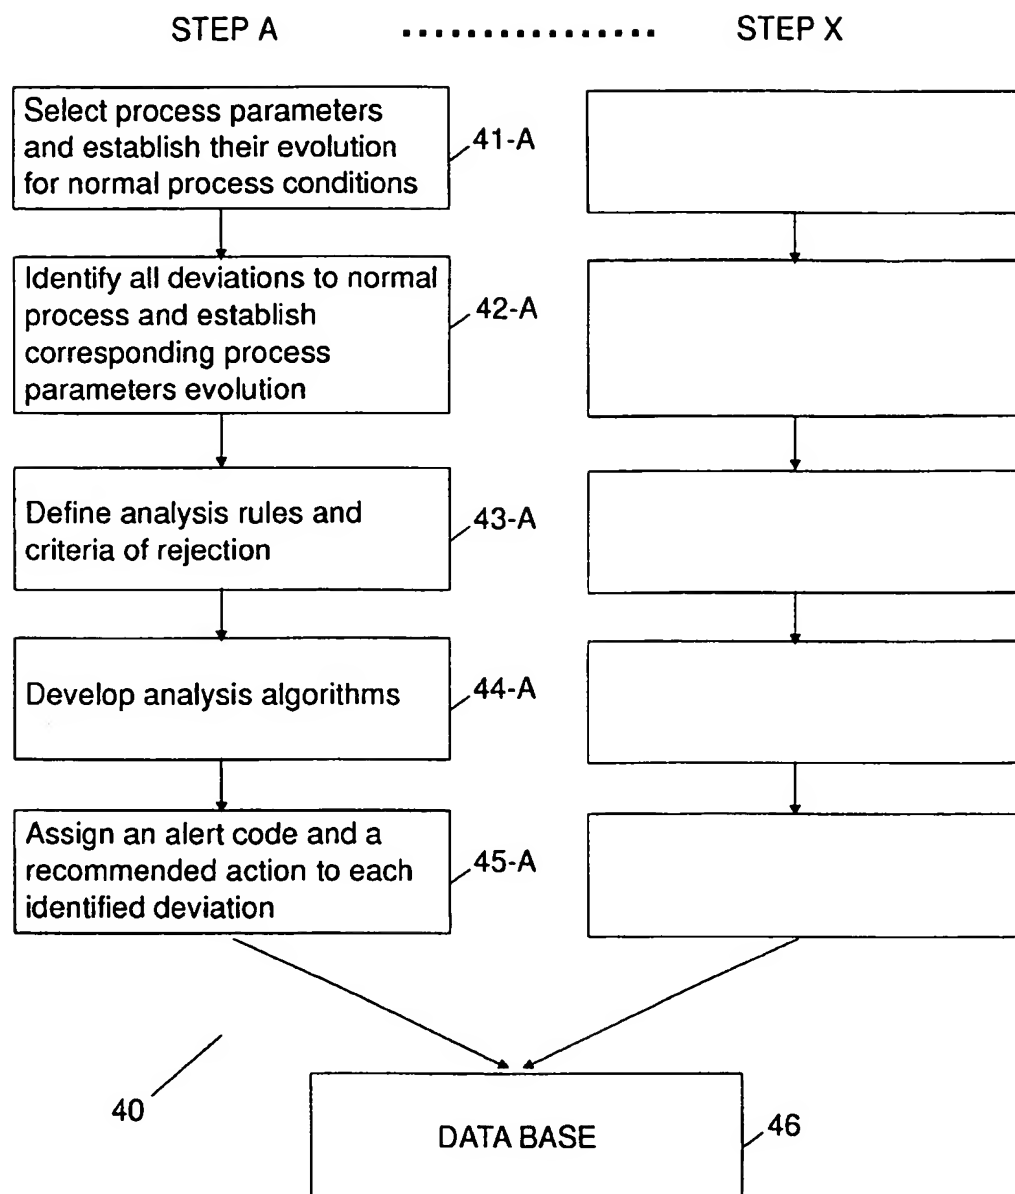 STEP A ................ STEP X
Select process parameters
and establish their evolution
for normal process conditions
41-A
Identify all deviations to normal
process and establish
corresponding process
parameters evolution
42-A
Define analysis rules and
criteria of rejection
43-A
Develop analysis algorithms
44-A
Assign an alert code and a
recommended action to each
identified deviation
45-A
40
DATA BASE
46